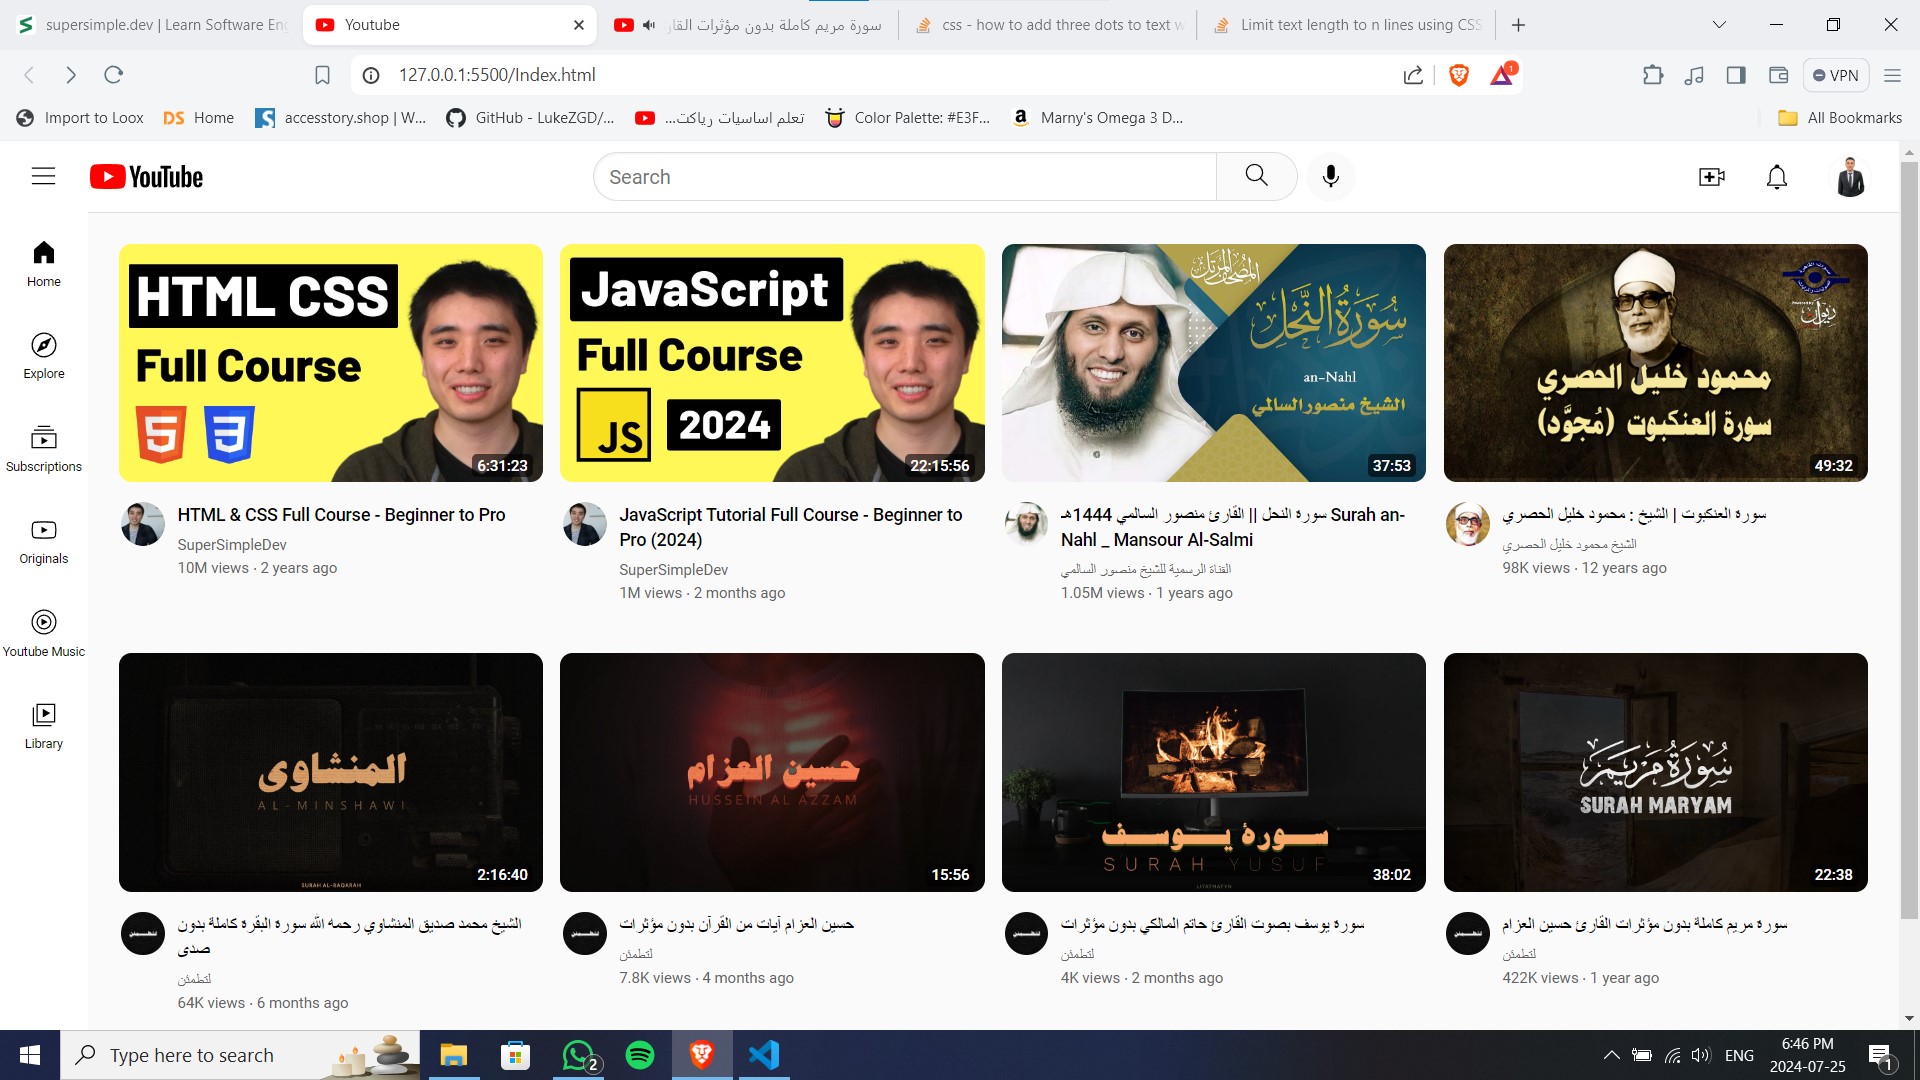 supersimple.dev | Learn Software Eng
Youtube
سورة مريم كاملة بدون مؤثرات القار
css - how to add three dots to text w
Limit text length to n lines using CSS
127.0.0.1:5500/Index.html
1
VPN
Import to Loox
DS Home
accesstory.shop | W...
GitHub - LukeZGD/...
تعلم اساسيات رياكت...
Color Palette: #E3F...
Marny's Omega 3 D...
All Bookmarks
YouTube
Search
Home
Explore
Subscriptions
Originals
Youtube Music
Library
HTML CSS
Full Course
5 3
6:31:23
HTML & CSS Full Course - Beginner to Pro
SuperSimpleDev
10M views · 2 years ago
JavaScript
Full Course
JS 2024
22:15:56
JavaScript Tutorial Full Course - Beginner to
Pro (2024)
SuperSimpleDev
1M views · 2 months ago
المصحف المرتل
سُورَةُ النَّحْل
an-Nahl
الشيخ منصور السالمي
37:53
سورة النحل || القارئ منصور السالمي 1444هـ Surah an-
Nahl _ Mansour Al-Salmi
القناة الرسمية للشيخ منصور السالمي
1.05M views · 1 years ago
محمود خليل الحصري
سورة العنكبوت (مُجوَّد)
49:32
سورة العنكبوت | الشيخ : محمود خليل الحصري
الشيخ محمود خليل الحصري
98K views · 12 years ago
المنشاوى
AL-MINSHAWI
SURAH AL-BAQARAH
2:16:40
الشيخ محمد صديق المنشاوي رحمه الله سورة البقرة كاملة بدون
صدى
لتطمئن
64K views · 6 months ago
حسين العزام
HUSSEIN AL AZZAM
15:56
حسين العزام آيات من القرآن بدون مؤثرات
لتطمئن
7.8K views · 4 months ago
سورة يوسف
SURAH YUSUF
38:02
سورة يوسف بصوت القارئ حاتم المالكي بدون مؤثرات
لتطمئن
4K views · 2 months ago
سُورَةُ مَرْيَم
SURAH MARYAM
22:38
سورة مريم كاملة بدون مؤثرات القارئ حسين العزام
لتطمئن
422K views · 1 year ago
Type here to search
2
ENG
6:46 PM
2024-07-25
1